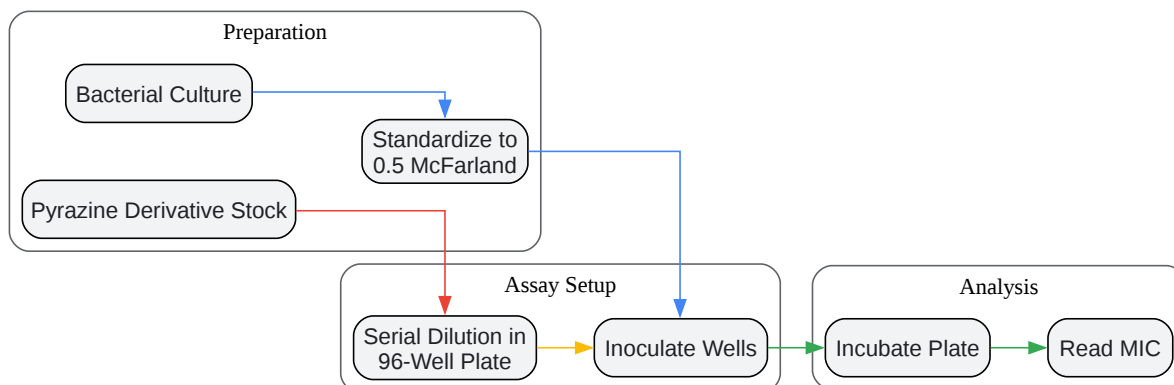 Preparation
Bacterial Culture
Standardize to
0.5 McFarland
Pyrazine Derivative Stock
Assay Setup
Serial Dilution in
96-Well Plate
Inoculate Wells
Analysis
Incubate Plate
Read MIC